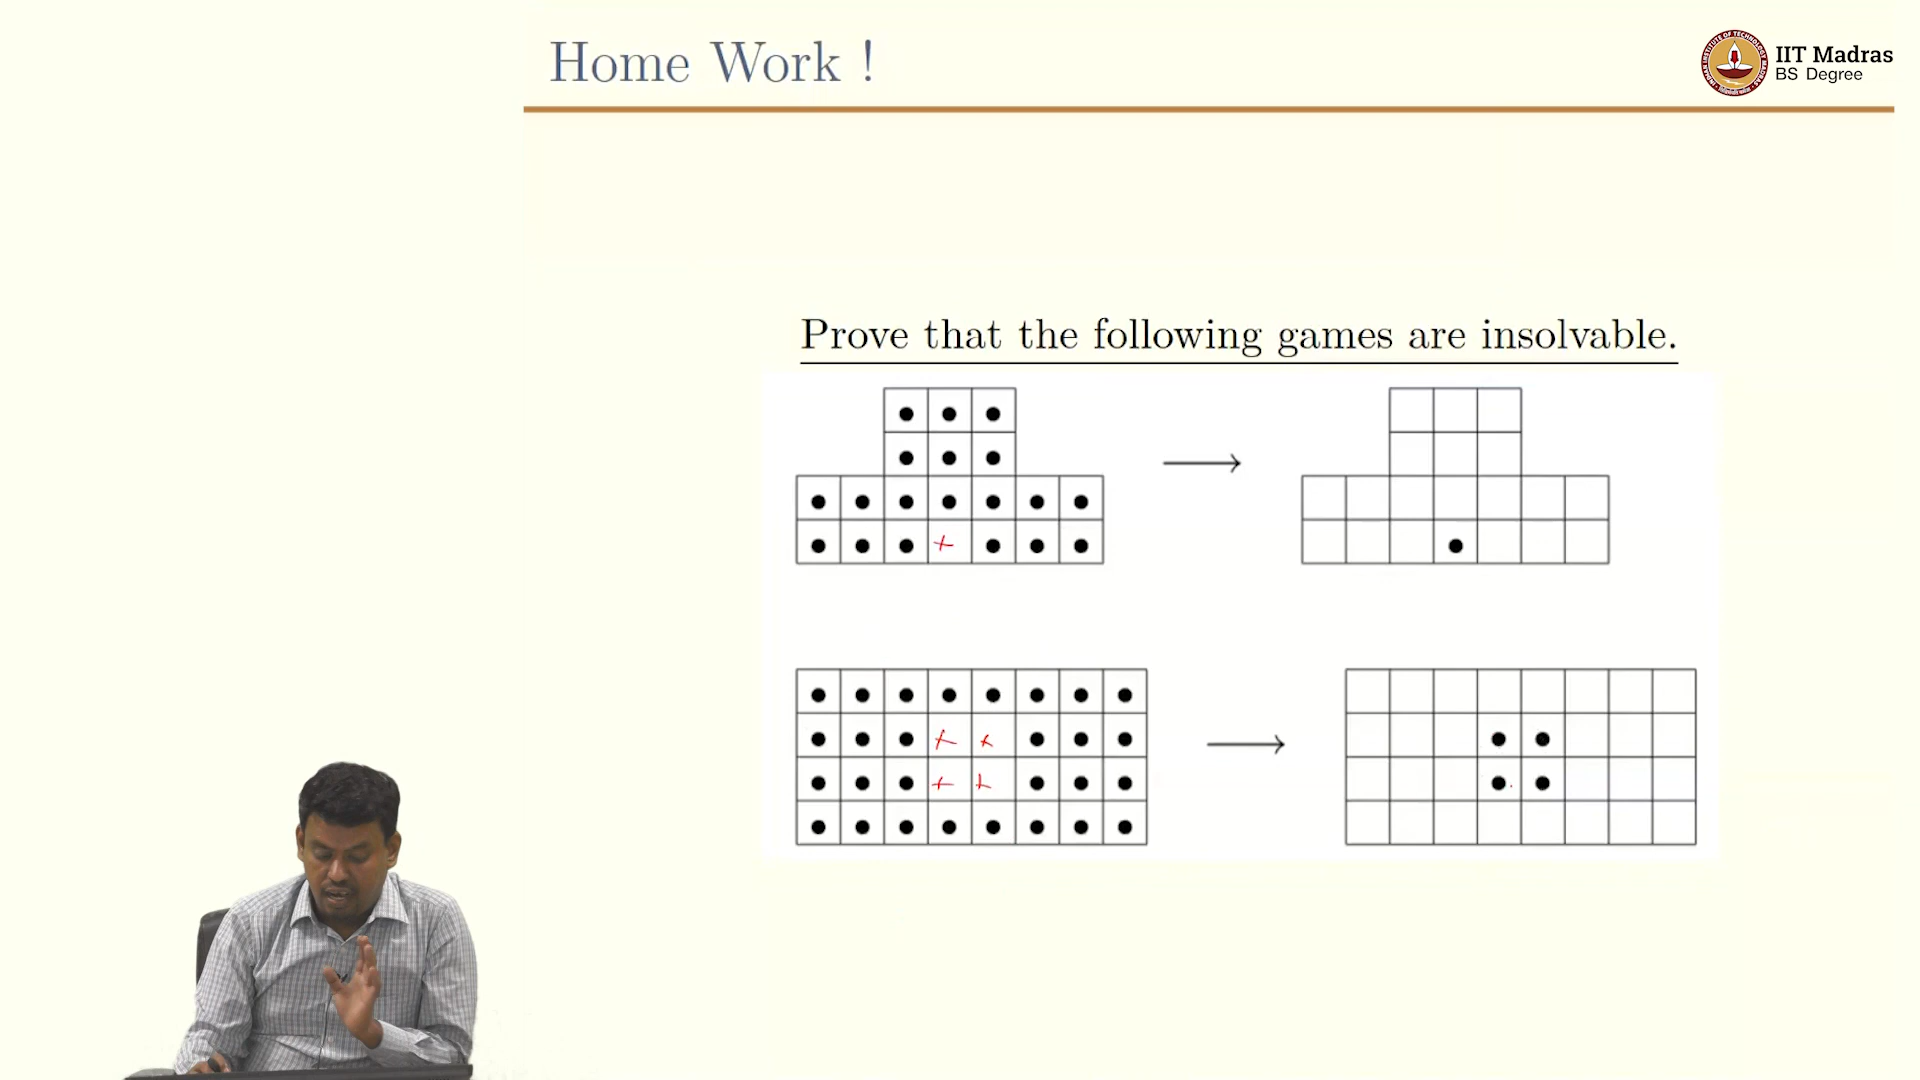 Home Work !
IIT Madras
BS Degree
Prove that the following games are insolvable.